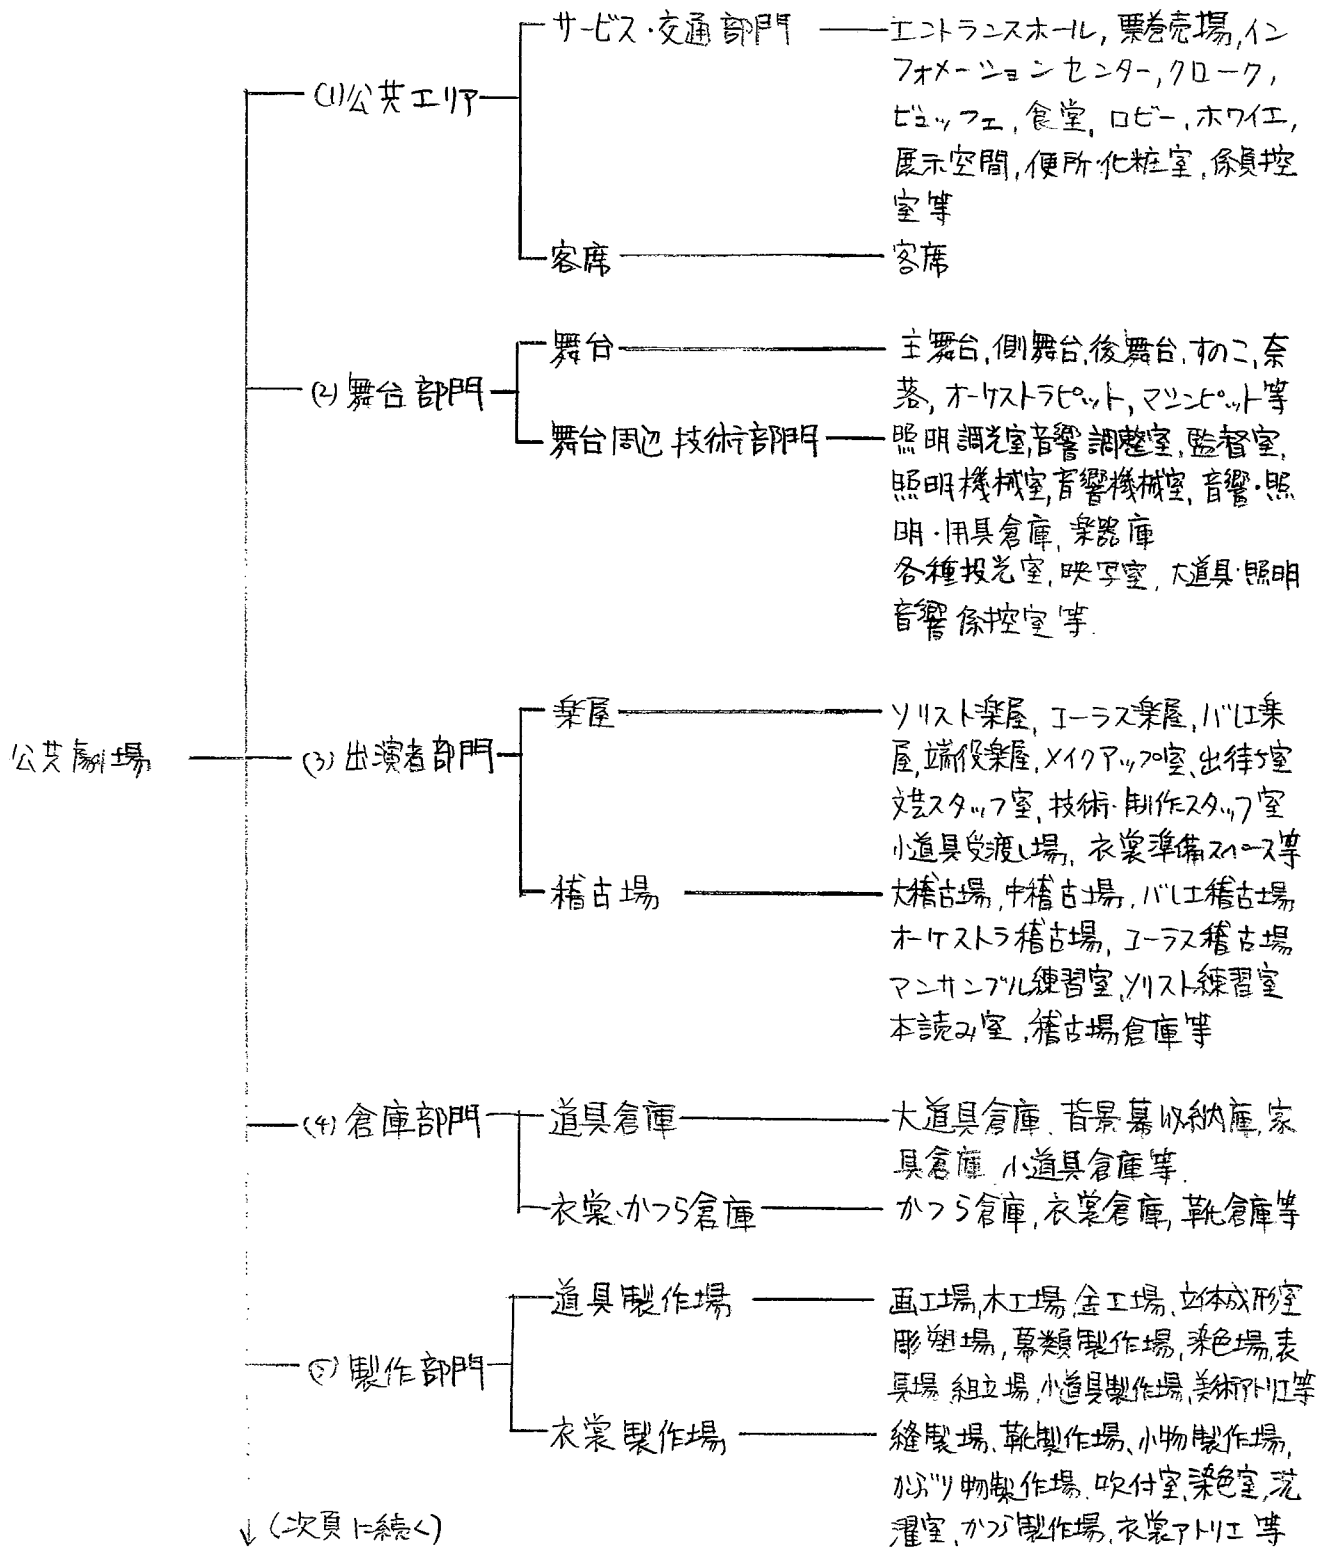 公共劇場
(1)公共エリア
サービス・交通部門
エントランスホール,票券売場,イン
フォメーションセンター,クローク,
ビュッフェ,食堂,ロビー,ホワイエ,
展示空間,便所・化粧室,係員控
室等
客席
客席
(2)舞台部門
舞台
主舞台,側舞台,後舞台,すのこ,奈
落,オーケストラピット,マシンピット等
舞台周辺技術部門
照明調光室,音響調整室,監督室,
照明機械室,音響機械室,音響・照
明・用具倉庫,楽器庫
各種投光室,映写室,大道具・照明
音響係控室等.
(3)出演者部門
楽屋
ソリスト楽屋,コーラス楽屋,バレエ楽
屋,端役楽屋,メイクアップ室,出待ち室
文芸スタッフ室,技術・制作スタッフ室
小道具受渡し場,衣裳準備スペース等
稽古場
大稽古場,中稽古場,バレエ稽古場
オーケストラ稽古場,コーラス稽古場
アンサンブル練習室,ソリスト練習室
本読み室,稽古場倉庫等
(4)倉庫部門
道具倉庫
大道具倉庫,背景幕収納庫,家
具倉庫,小道具倉庫等.
衣裳、かつら倉庫
かつら倉庫,衣裳倉庫,靴倉庫等
(5)製作部門
道具製作場
画工場,木工場,金工場,立体成形室
彫塑場,幕類製作場,染色場,表
具場,組立場,小道具製作場,美術アトリエ等
衣裳製作場
縫製場、靴製作場、小物製作場,
かぶり物製作場,吹付室,染色室,洗
濯室,かつら製作場,衣裳アトリエ等
(次頁に続く)